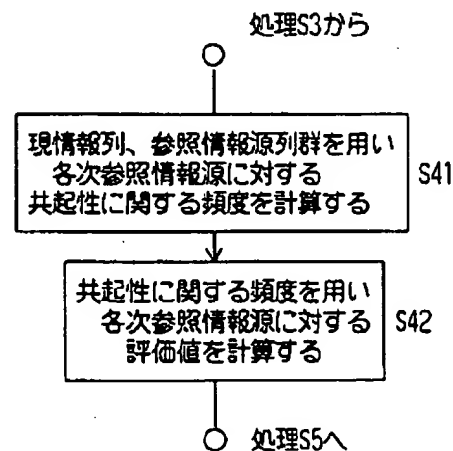 処理S3から
現情報列、参照情報源列群を用い
各次参照情報源に対する
共起性に関する頻度を計算する
S41
共起性に関する頻度を用い
各次参照情報源に対する
評価値を計算する
S42
処理S5へ